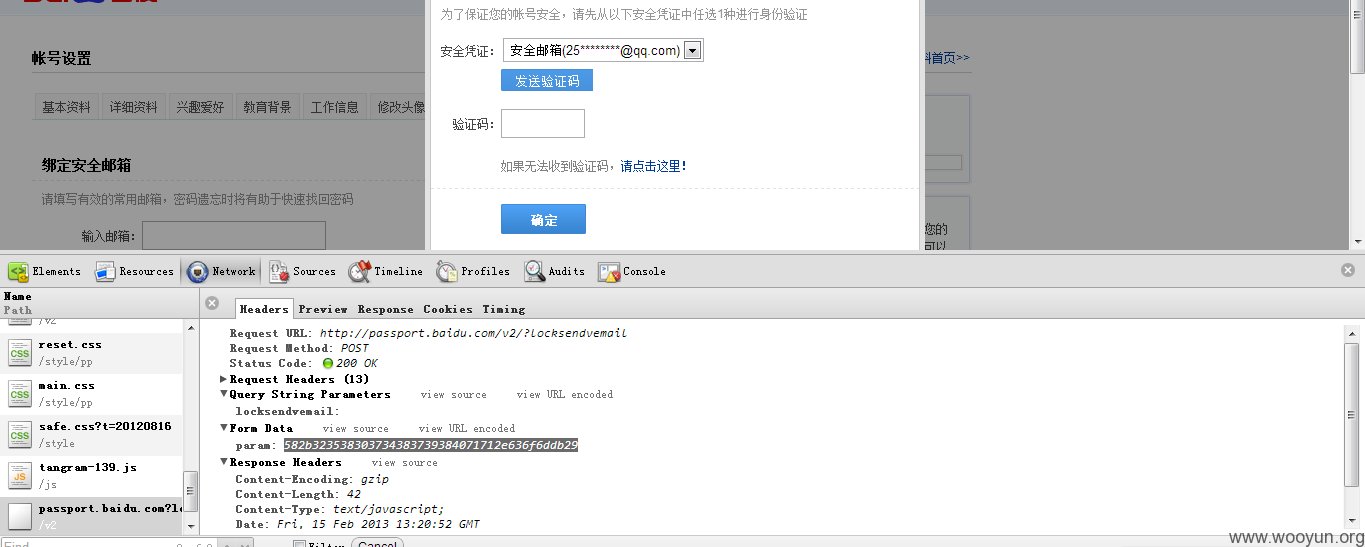 为了保证您的帐号安全，请先从以下安全凭证中任选1种进行身份验证
帐号设置
安全凭证： 安全邮箱(25********@qq.com)
科首页>>
发送验证码
基本资料 详细资料 兴趣爱好 教育背景 工作信息 修改头像
验证码：
绑定安全邮箱
如果无法收到验证码，请点击这里！
请填写有效的常用邮箱，密码遗忘时将有助于快速找回密码
输入邮箱：
确定
您的
可以
Elements Resources Network Sources Timeline Profiles Audits Console
Name
Path
Headers Preview Response Cookies Timing
/v2
reset.css
/style/pp
main.css
/style/pp
safe.css?t=20120816
/style
tangram-139.js
/js
passport.baidu.com?lo
/v2
Request URL: http://passport.baidu.com/v2/?locksendvemail
Request Method: POST
Status Code: 200 OK
Request Headers (13)
Query String Parameters view source view URL encoded
locksendvemail:
Form Data view source view URL encoded
param: 582b323538303734383739384071712e636f6ddb29
Response Headers view source
Content-Encoding: gzip
Content-Length: 42
Content-Type: text/javascript;
Date: Fri, 15 Feb 2013 13:20:52 GMT
Find
Filter
Cancel
www.wooyun.org